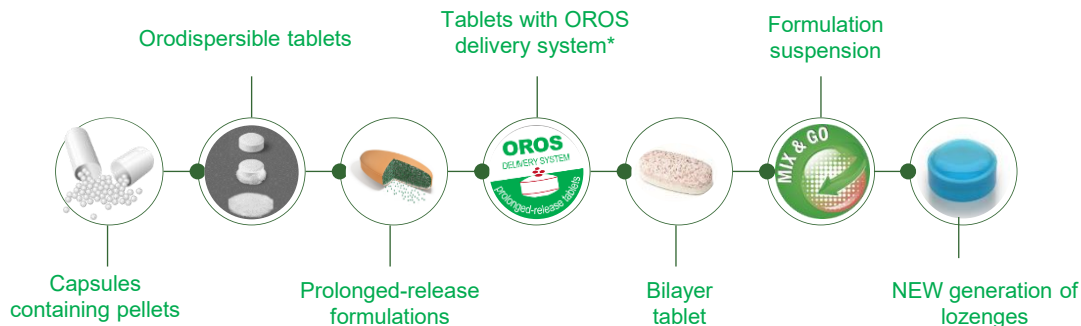 Orodispersible tablets
Tablets with OROS
delivery system*
Formulation
suspension
OROS
DELIVERY SYSTEM
prolonged-release tablets
MIX & GO
Capsules
containing pellets
Prolonged-release
formulations
Bilayer
tablet
NEW generation of
lozenges